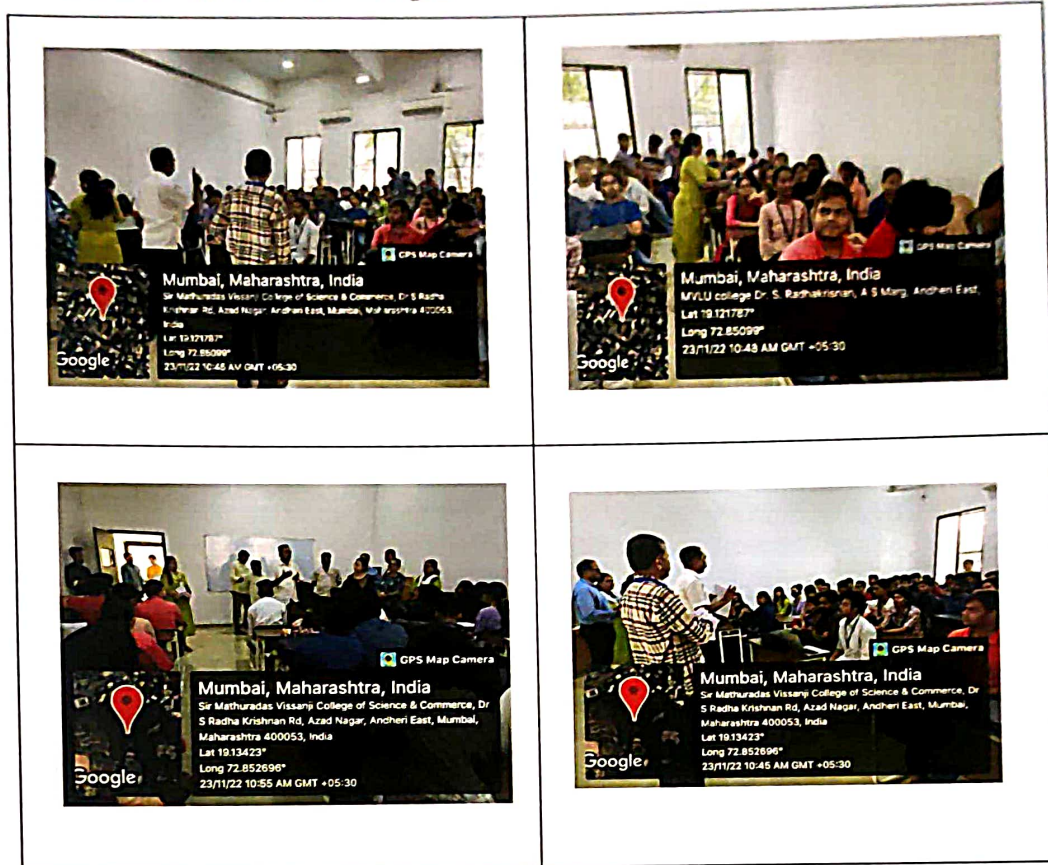 GPS Map Camera
Mumbai, Maharashtra, India
Sir Mathuradas Vissanji College of Science & Commerce, Dr S Radha
Krishnan Rd, Azad Nagar, Andheri East, Mumbai, Maharashtra 400053,
India
Lat 19.121787°
Long 72.85099°
23/11/22 10:48 AM GMT +05:30
Google
GPS Map Camera
Mumbai, Maharashtra, India
MVLU college Dr. S. Radhakrisnan, A S Marg, Andheri East,
Lat 19.121787°
Long 72.85099°
23/11/22 10:48 AM GMT +05:30
Google
GPS Map Camera
Mumbai, Maharashtra, India
Sir Mathuradas Vissanji College of Science & Commerce, Dr
S Radha Krishnan Rd, Azad Nagar, Andheri East, Mumbai,
Maharashtra 400053, India
Lat 19.13423°
Long 72.852696°
23/11/22 10:55 AM GMT +05:30
Google
GPS Map Camera
Mumbai, Maharashtra, India
Sir Mathuradas Vissanji College of Science & Commerce, Dr
S Radha Krishnan Rd, Azad Nagar, Andheri East, Mumbai,
Maharashtra 400053, India
Lat 19.13423°
Long 72.852696°
23/11/22 10:45 AM GMT +05:30
Google